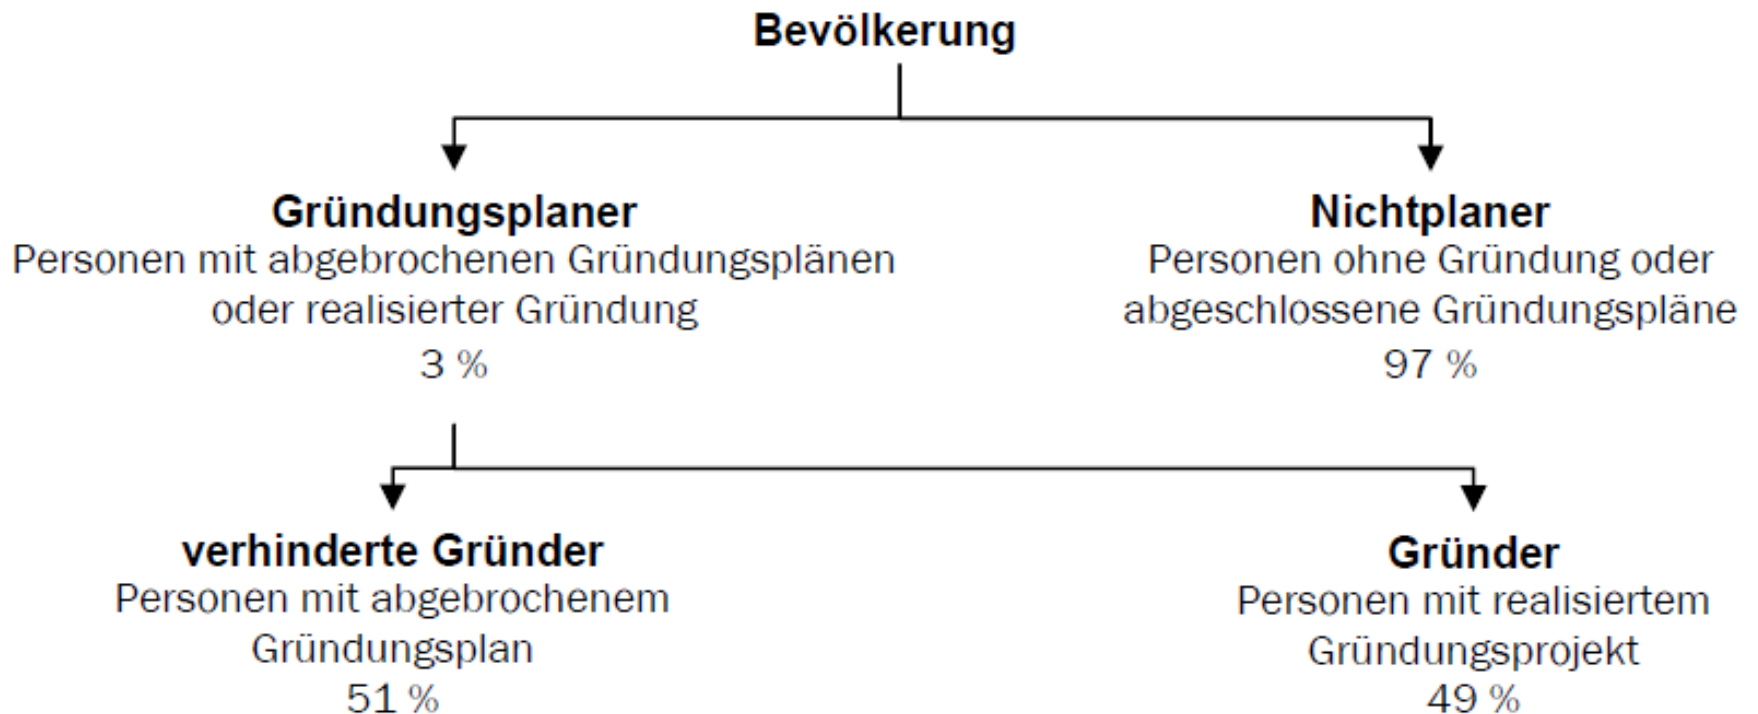 Bevölkerung
Gründungsplaner
Personen mit abgebrochenen Gründungsplänen
oder realisierter Gründung
3 %
Nichtplaner
Personen ohne Gründung oder
abgeschlossene Gründungspläne
97 %
verhinderte Gründer
Personen mit abgebrochenem
Gründungsplan
51 %
Gründer
Personen mit realisiertem
Gründungsprojekt
49 %